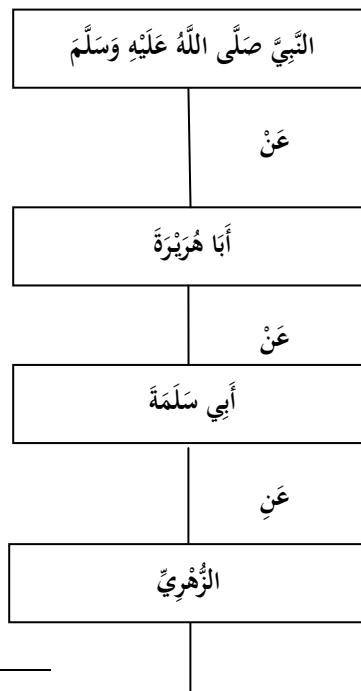 النَّبِيَّ صَلَّى اللَّهُ عَلَيْهِ وَسَلَّمَ
عَنْ
أَبَا هُرَيْرَةَ
عَنْ
أَبِي سَلَمَةَ
عَنِ
الزُّهْرِيِّ